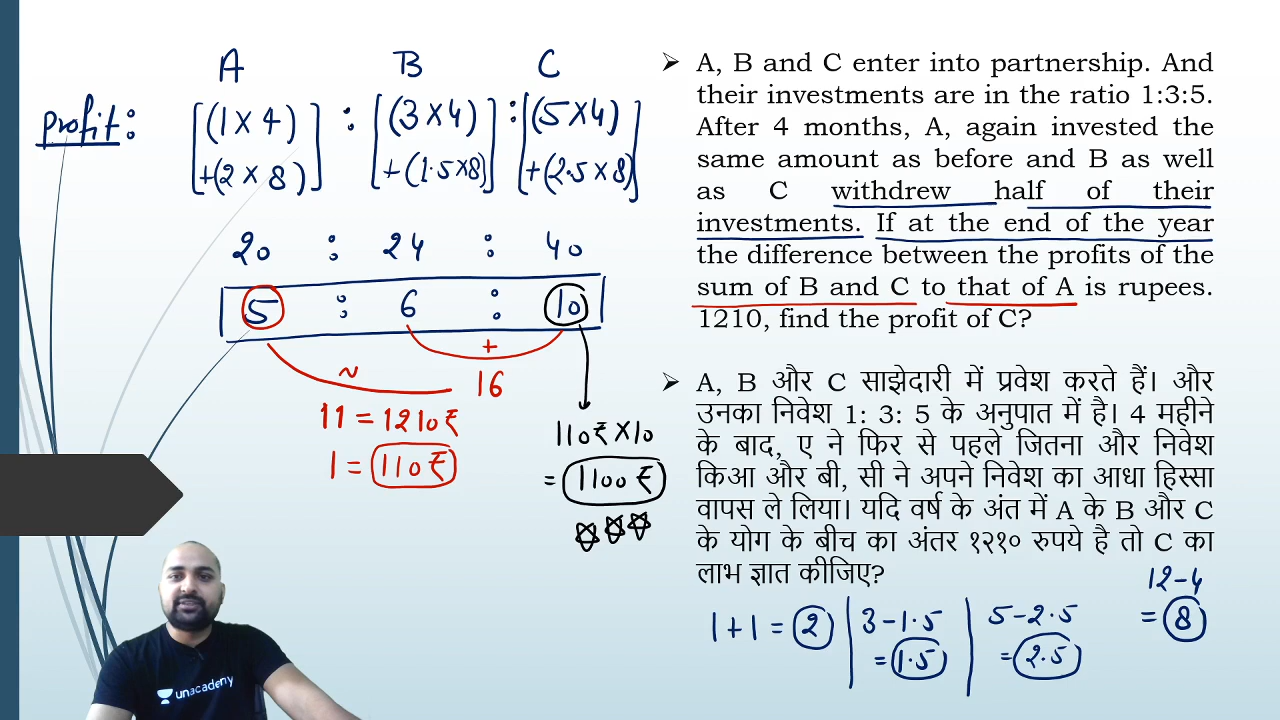 A B C
profit: [(1 × 4) : [(3 × 4) : [(5 × 4)
+(2 × 8)] +(1.5 × 8)] +(2.5 × 8)]
20 : 24 : 40
5 : 6 : 10
+
~ 16
11 = 1210₹
1 = 110₹
110₹ × 10
= 1100₹
unacademy
A, B and C enter into partnership. And
their investments are in the ratio 1:3:5.
After 4 months, A, again invested the
same amount as before and B as well
as C withdrew half of their
investments. If at the end of the year
the difference between the profits of the
sum of B and C to that of A is rupees.
1210, find the profit of C?
A, B और C साझेदारी में प्रवेश करते हैं। और
उनका निवेश 1: 3: 5 के अनुपात में है। 4 महीने
के बाद, ए ने फिर से पहले जितना और निवेश
किआ और बी, सी ने अपने निवेश का आधा हिस्सा
वापस ले लिया। यदि वर्ष के अंत में A के B और C
के योग के बीच का अंतर १२१० रुपये है तो C का
लाभ ज्ञात कीजिए?
12-4
= 8
1+1 = 2 | 3-1.5 | 5-2.5
= 1.5 = 2.5